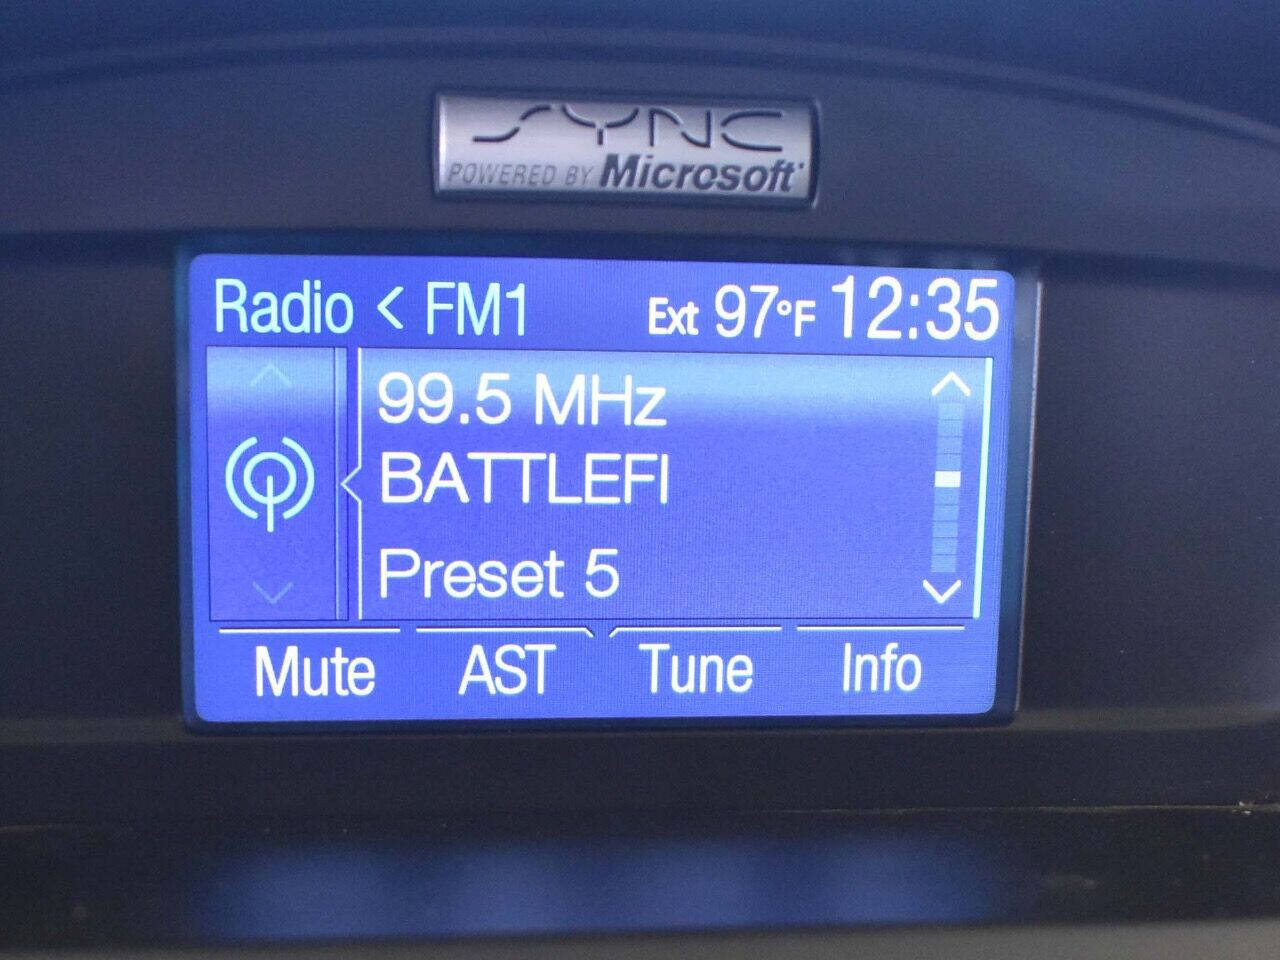 SYNC
POWERED BY Microsoft
Radio < FM1 Ext 97°F 12:35
99.5 MHz
BATTLEFI
Preset 5
Mute AST Tune Info